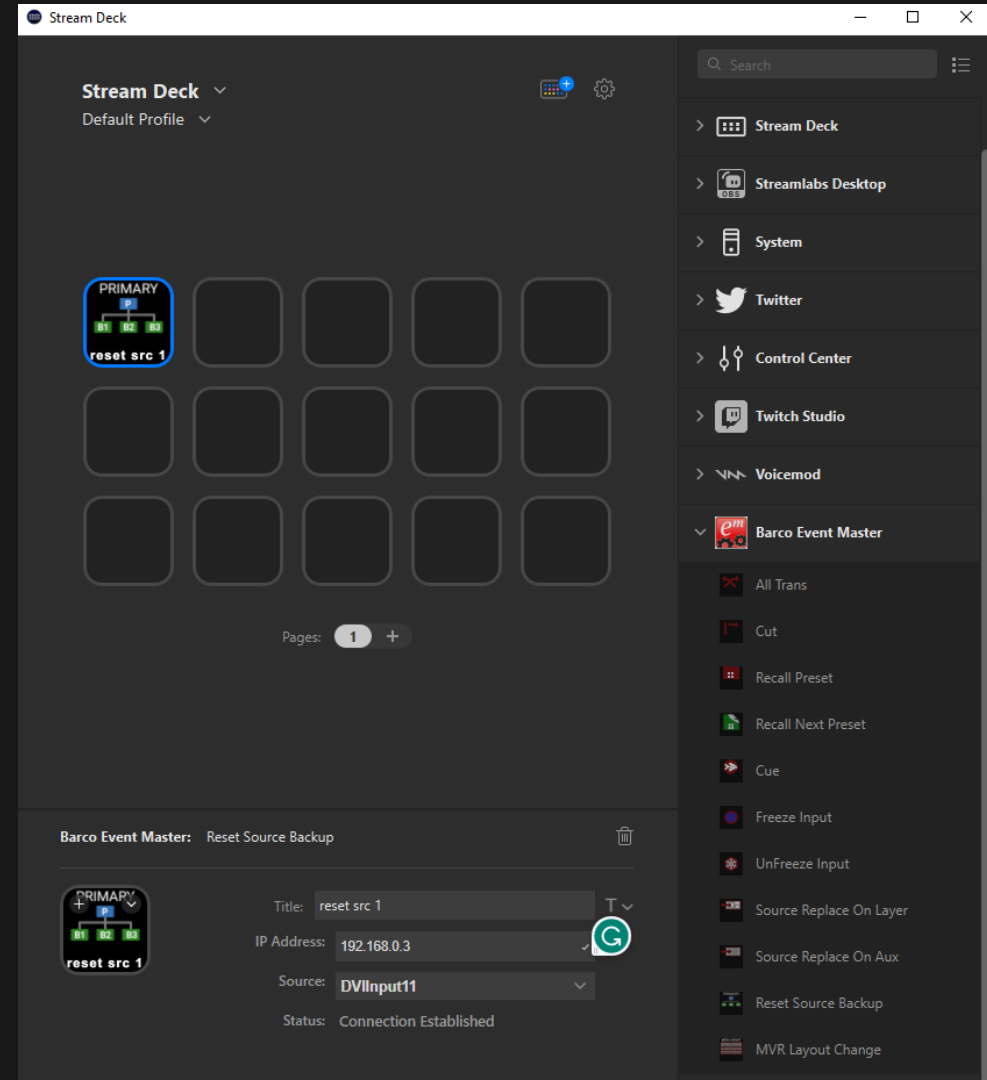 Stream Deck
Stream Deck
Default Profile
PRIMARY
P
B1 B2 B3
reset src 1
Pages: 1 +
Barco Event Master: Reset Source Backup
PRIMARY
P
B1 B2 B3
reset src 1
Title: reset src 1
T
IP Address: 192.168.0.3
G
Source: DVIInput11
Status: Connection Established
Search
Stream Deck
OBS
Streamlabs Desktop
System
Twitter
Control Center
Twitch Studio
Voicemod
em
Barco Event Master
All Trans
Cut
Recall Preset
Recall Next Preset
Cue
Freeze Input
UnFreeze Input
Source Replace On Layer
Source Replace On Aux
Reset Source Backup
MVR Layout Change